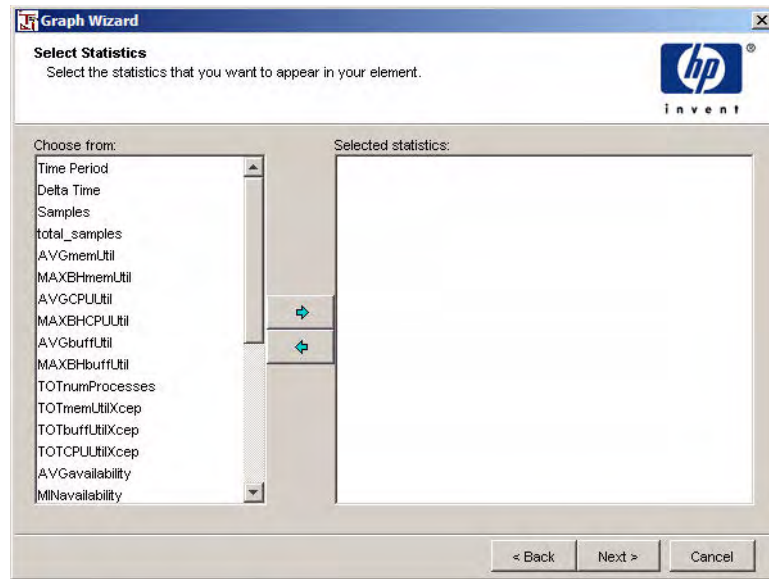 Graph Wizard
Select Statistics
Select the statistics that you want to appear in your element.
hp
®
invent
Choose from:
Selected statistics:
Time Period
Delta Time
Samples
total_samples
AVGmemUtil
MAXBHmemUtil
AVGCPUUtil
MAXBHCPUUtil
AVGbuffUtil
MAXBHbuffUtil
TOTnumProcesses
TOTmemUtilXcep
TOTbuffUtilXcep
TOTCPUUtilXcep
AVGavailability
MINavailability
< Back
Next >
Cancel